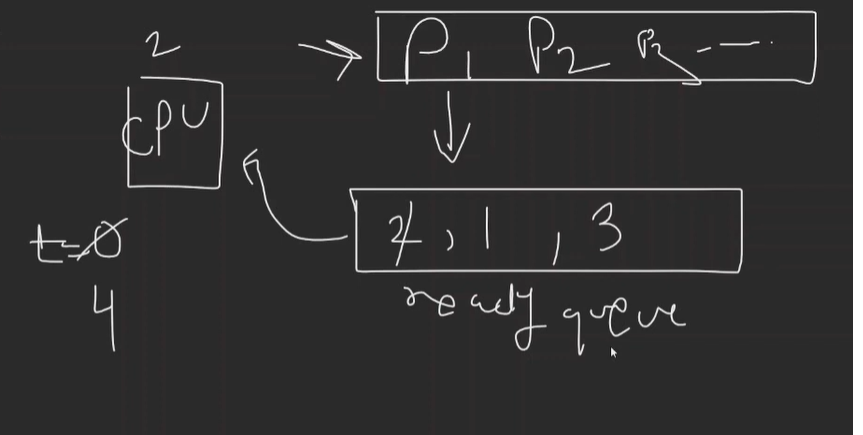 2
P1 P2 P3 - - .
CPU
2, 1, 3
t=0
4
ready queue